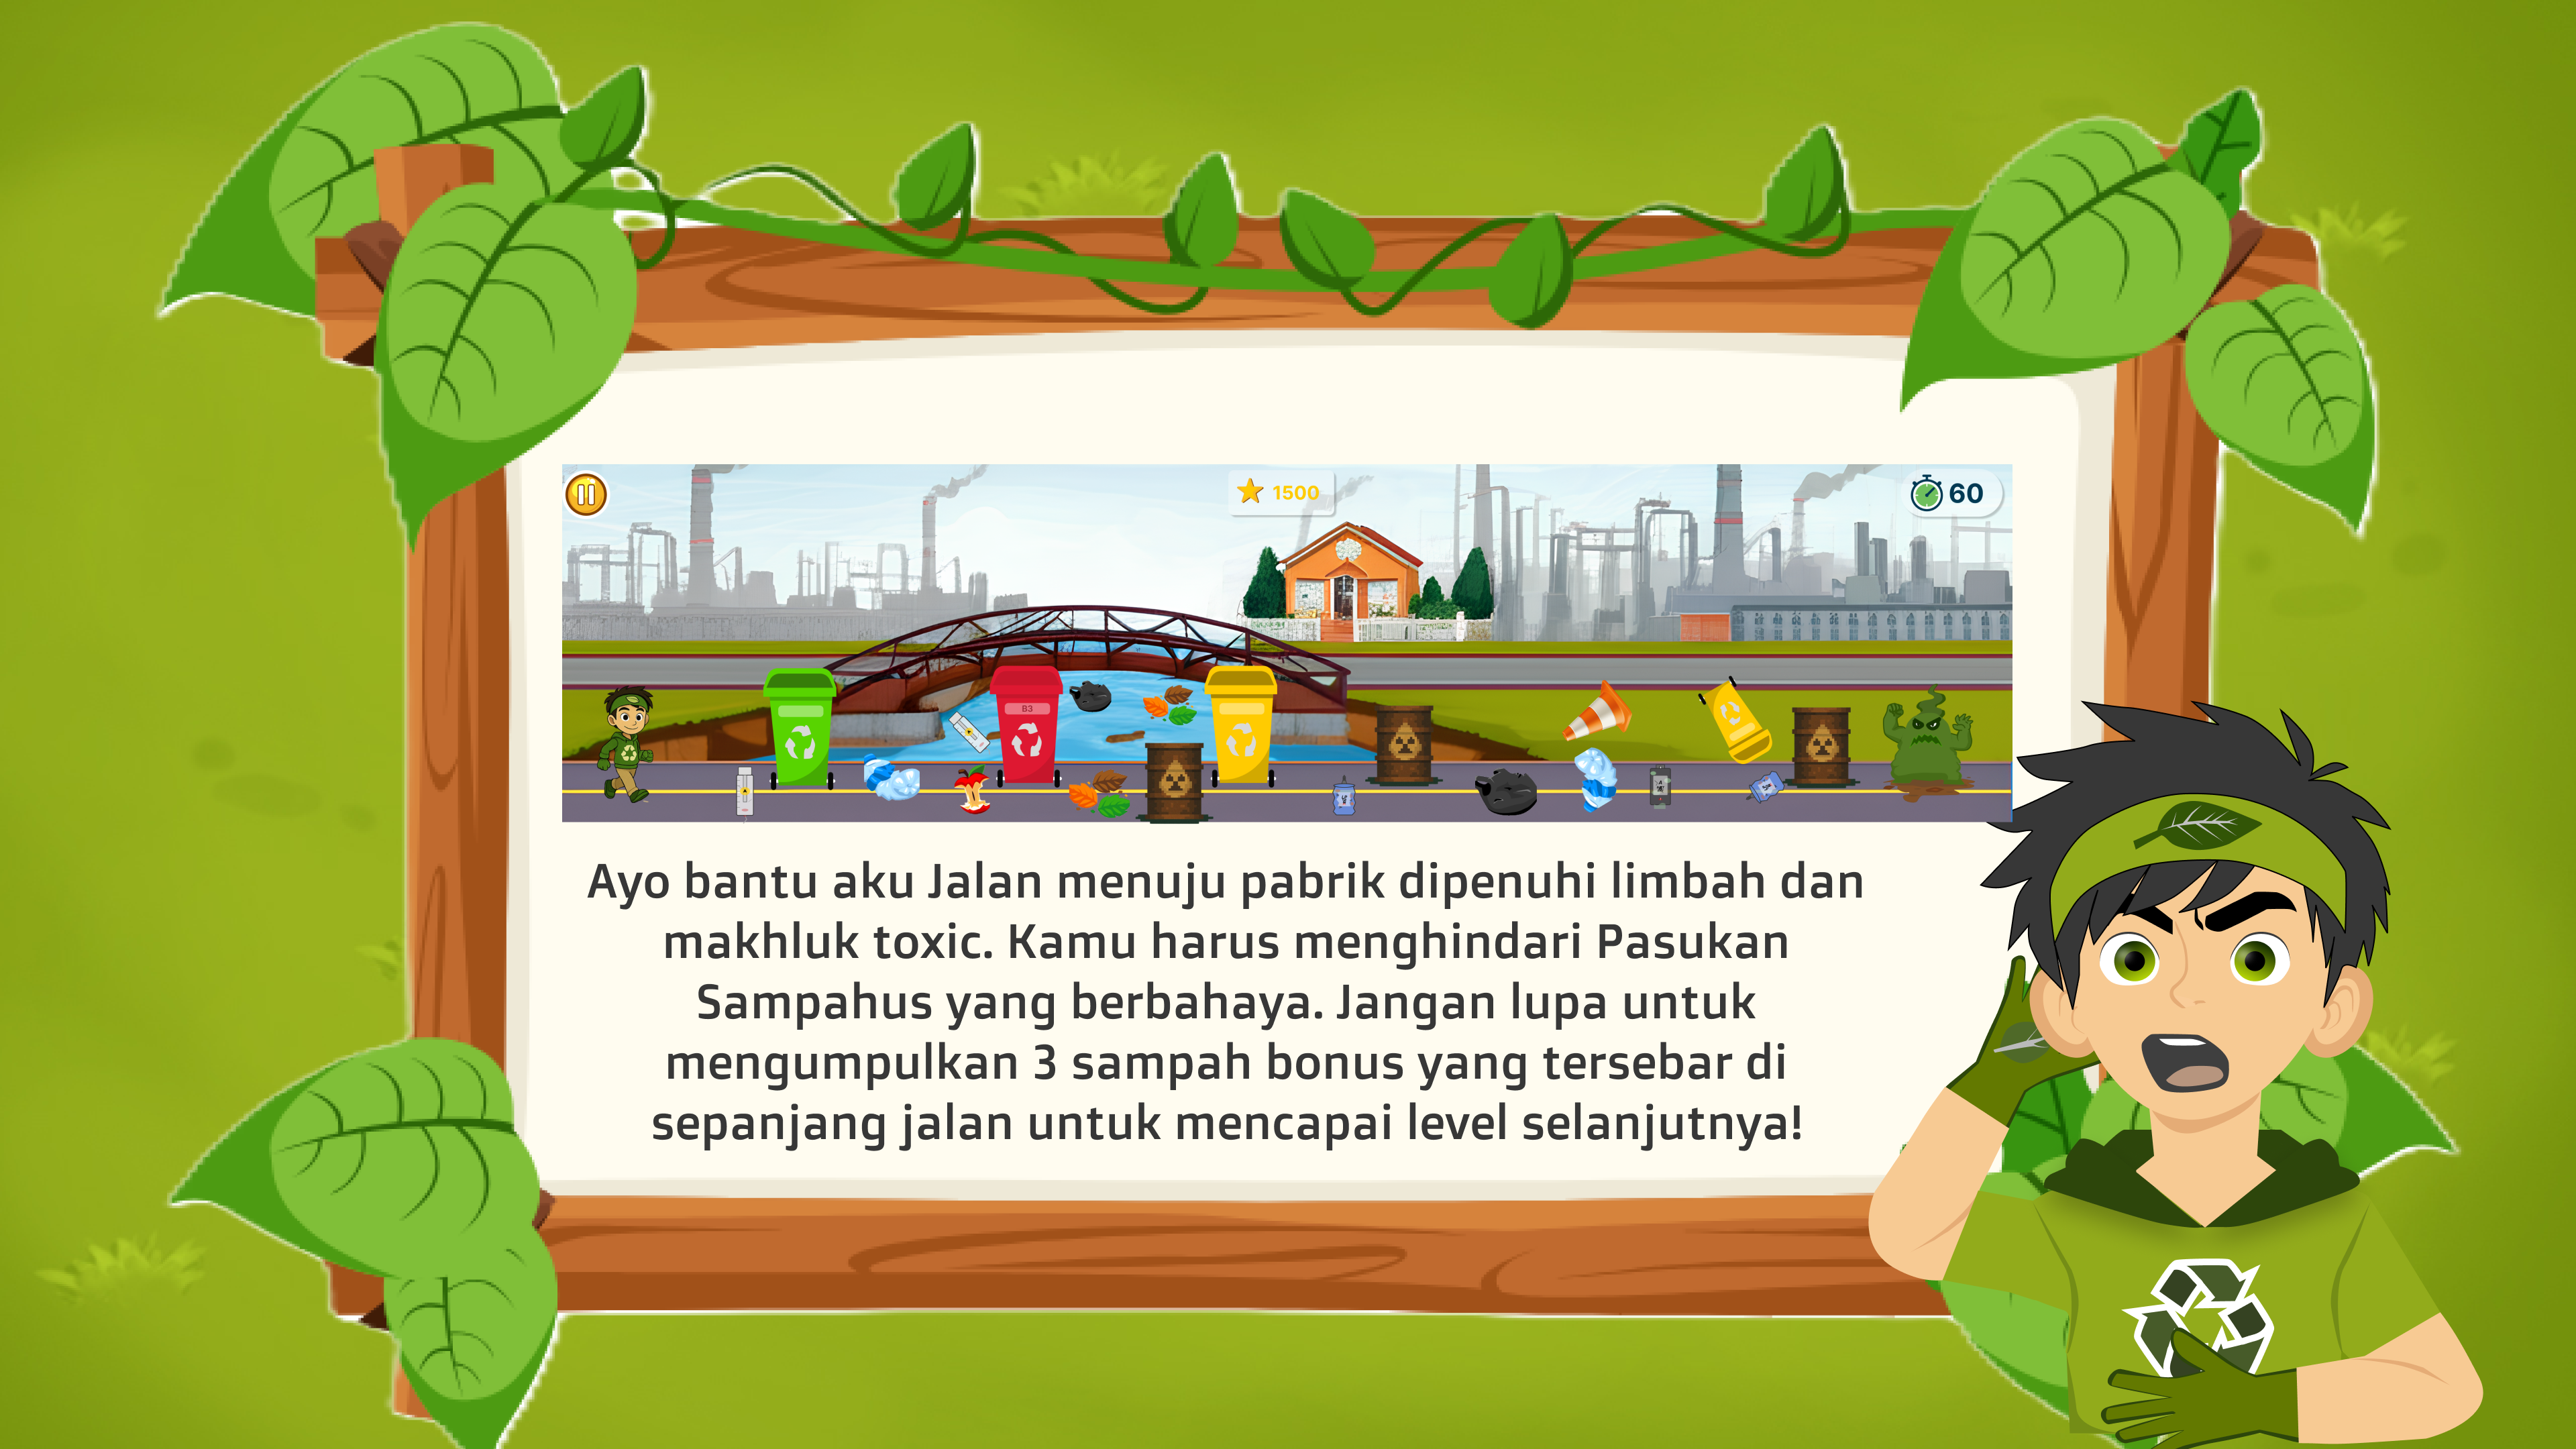 1500
60
B3
Ayo bantu aku Jalan menuju pabrik dipenuhi limbah dan
makhluk toxic. Kamu harus menghindari Pasukan
Sampahus yang berbahaya. Jangan lupa untuk
mengumpulkan 3 sampah bonus yang tersebar di
sepanjang jalan untuk mencapai level selanjutnya!